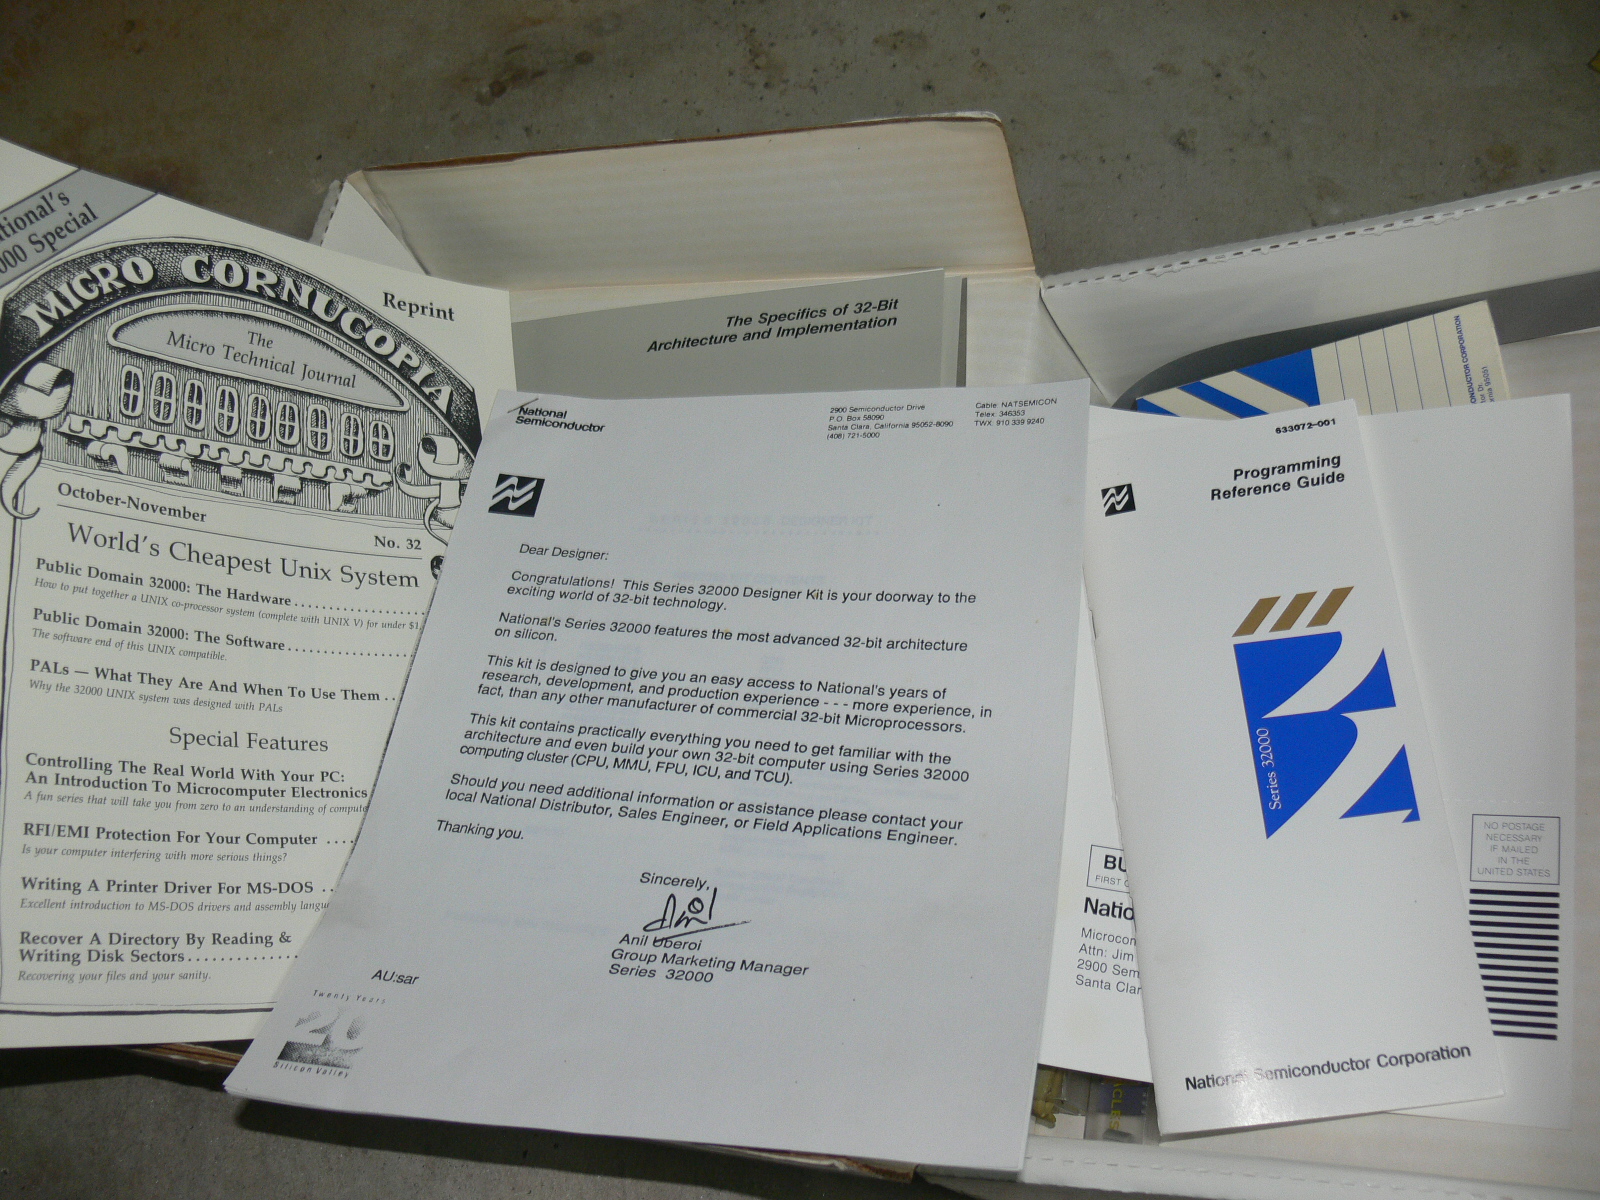 tional's
000 Special
MICRO CORNUCOPIA
Reprint
The
Micro Technical Journal
October-November
No. 32
World's Cheapest Unix System
Public Domain 32000: The Hardware
How to put together a UNIX co-processor system (complete with UNIX V) for under $1,
Public Domain 32000: The Software
The software end of this UNIX compatible.
PALs — What They Are And When To Use Them
Why the 32000 UNIX system was designed with PALs
Special Features
Controlling The Real World With Your PC:
An Introduction To Microcomputer Electronics
A fun series that will take you from zero to an understanding of compute
RFI/EMI Protection For Your Computer
Is your computer interfering with more serious things?
Writing A Printer Driver For MS-DOS
Excellent introduction to MS-DOS drivers and assembly langu
Recover A Directory By Reading &
Writing Disk Sectors
Recovering your files and your sanity.
The Specifics of 32-Bit
Architecture and Implementation
National
Semiconductor
2900 Semiconductor Drive
P.O. Box 58090
Santa Clara, California 95052-8090
(408) 721-5000
Cable: NATSEMICON
Telex: 346353
TWX: 910 339 9240
Dear Designer:
Congratulations! This Series 32000 Designer Kit is your doorway to the
exciting world of 32-bit technology.
National's Series 32000 features the most advanced 32-bit architecture
on silicon.
This kit is designed to give you an easy access to National's years of
research, development, and production experience - - - more experience, in
fact, than any other manufacturer of commercial 32-bit Microprocessors.
This kit contains practically everything you need to get familiar with the
architecture and even build your own 32-bit computer using Series 32000
computing cluster (CPU, MMU, FPU, ICU, and TCU).
Should you need additional information or assistance please contact your
local National Distributor, Sales Engineer, or Field Applications Engineer.
Thanking you.
Sincerely,
Anil Uberoi
Group Marketing Manager
Series 32000
AU:sar
Twenty Years
20
Silicon Valley
ONDUCTOR CORPORATION
r Dr.
rnia 95051
633072-001
Programming
Reference Guide
Series 32000
National Semiconductor Corporation
BU
FIRST C
Natio
Microcon
Attn: Jim
2900 Sem
Santa Clar
NO POSTAGE
NECESSARY
IF MAILED
IN THE
UNITED STATES
ACLES